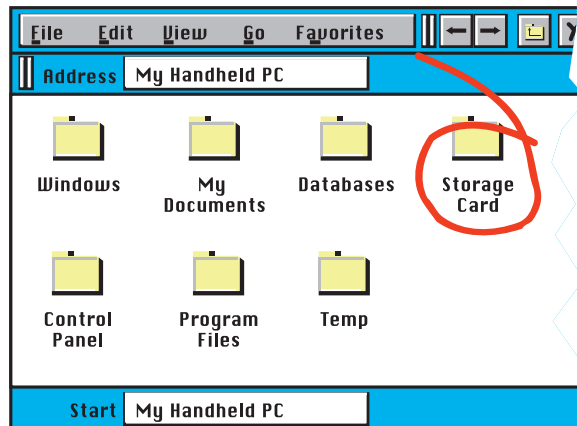 File Edit View Go Favorites
Address My Handheld PC
Windows My Documents Databases Storage Card
Control Panel Program Files Temp
Start My Handheld PC